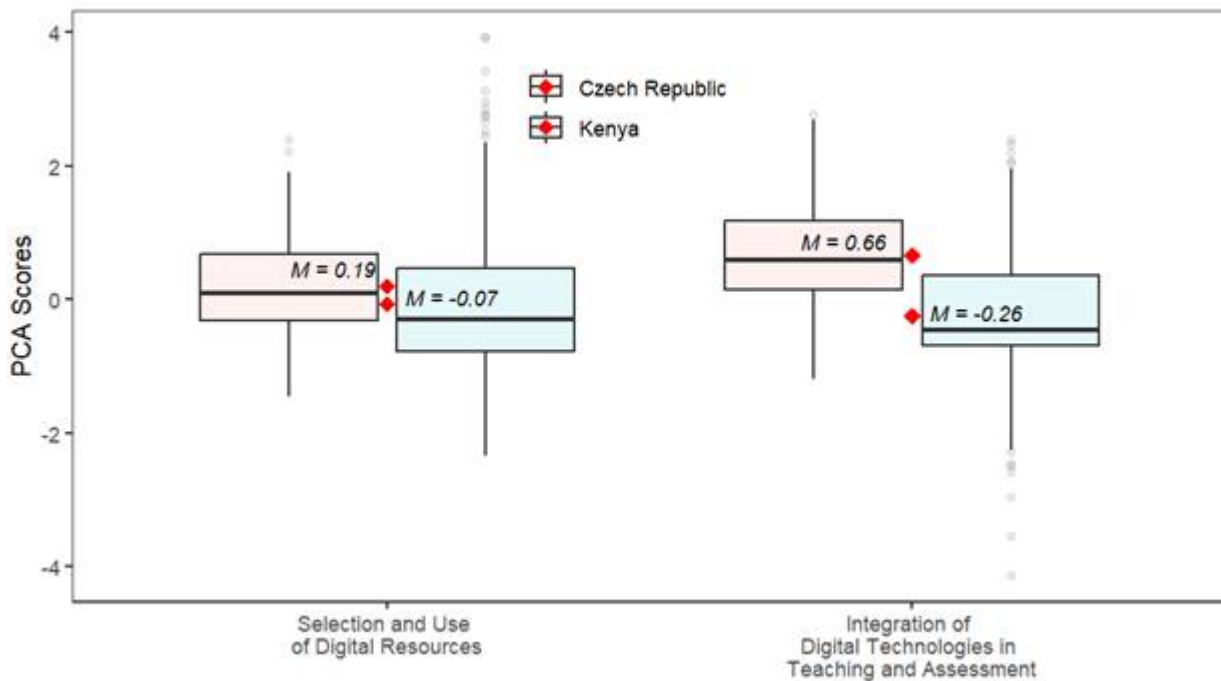 4
2
0
-2
-4
PCA Scores
Czech Republic
Kenya
M = 0.19
M = -0.07
M = 0.66
M = -0.26
Selection and Use
of Digital Resources
Integration of
Digital Technologies in
Teaching and Assessment